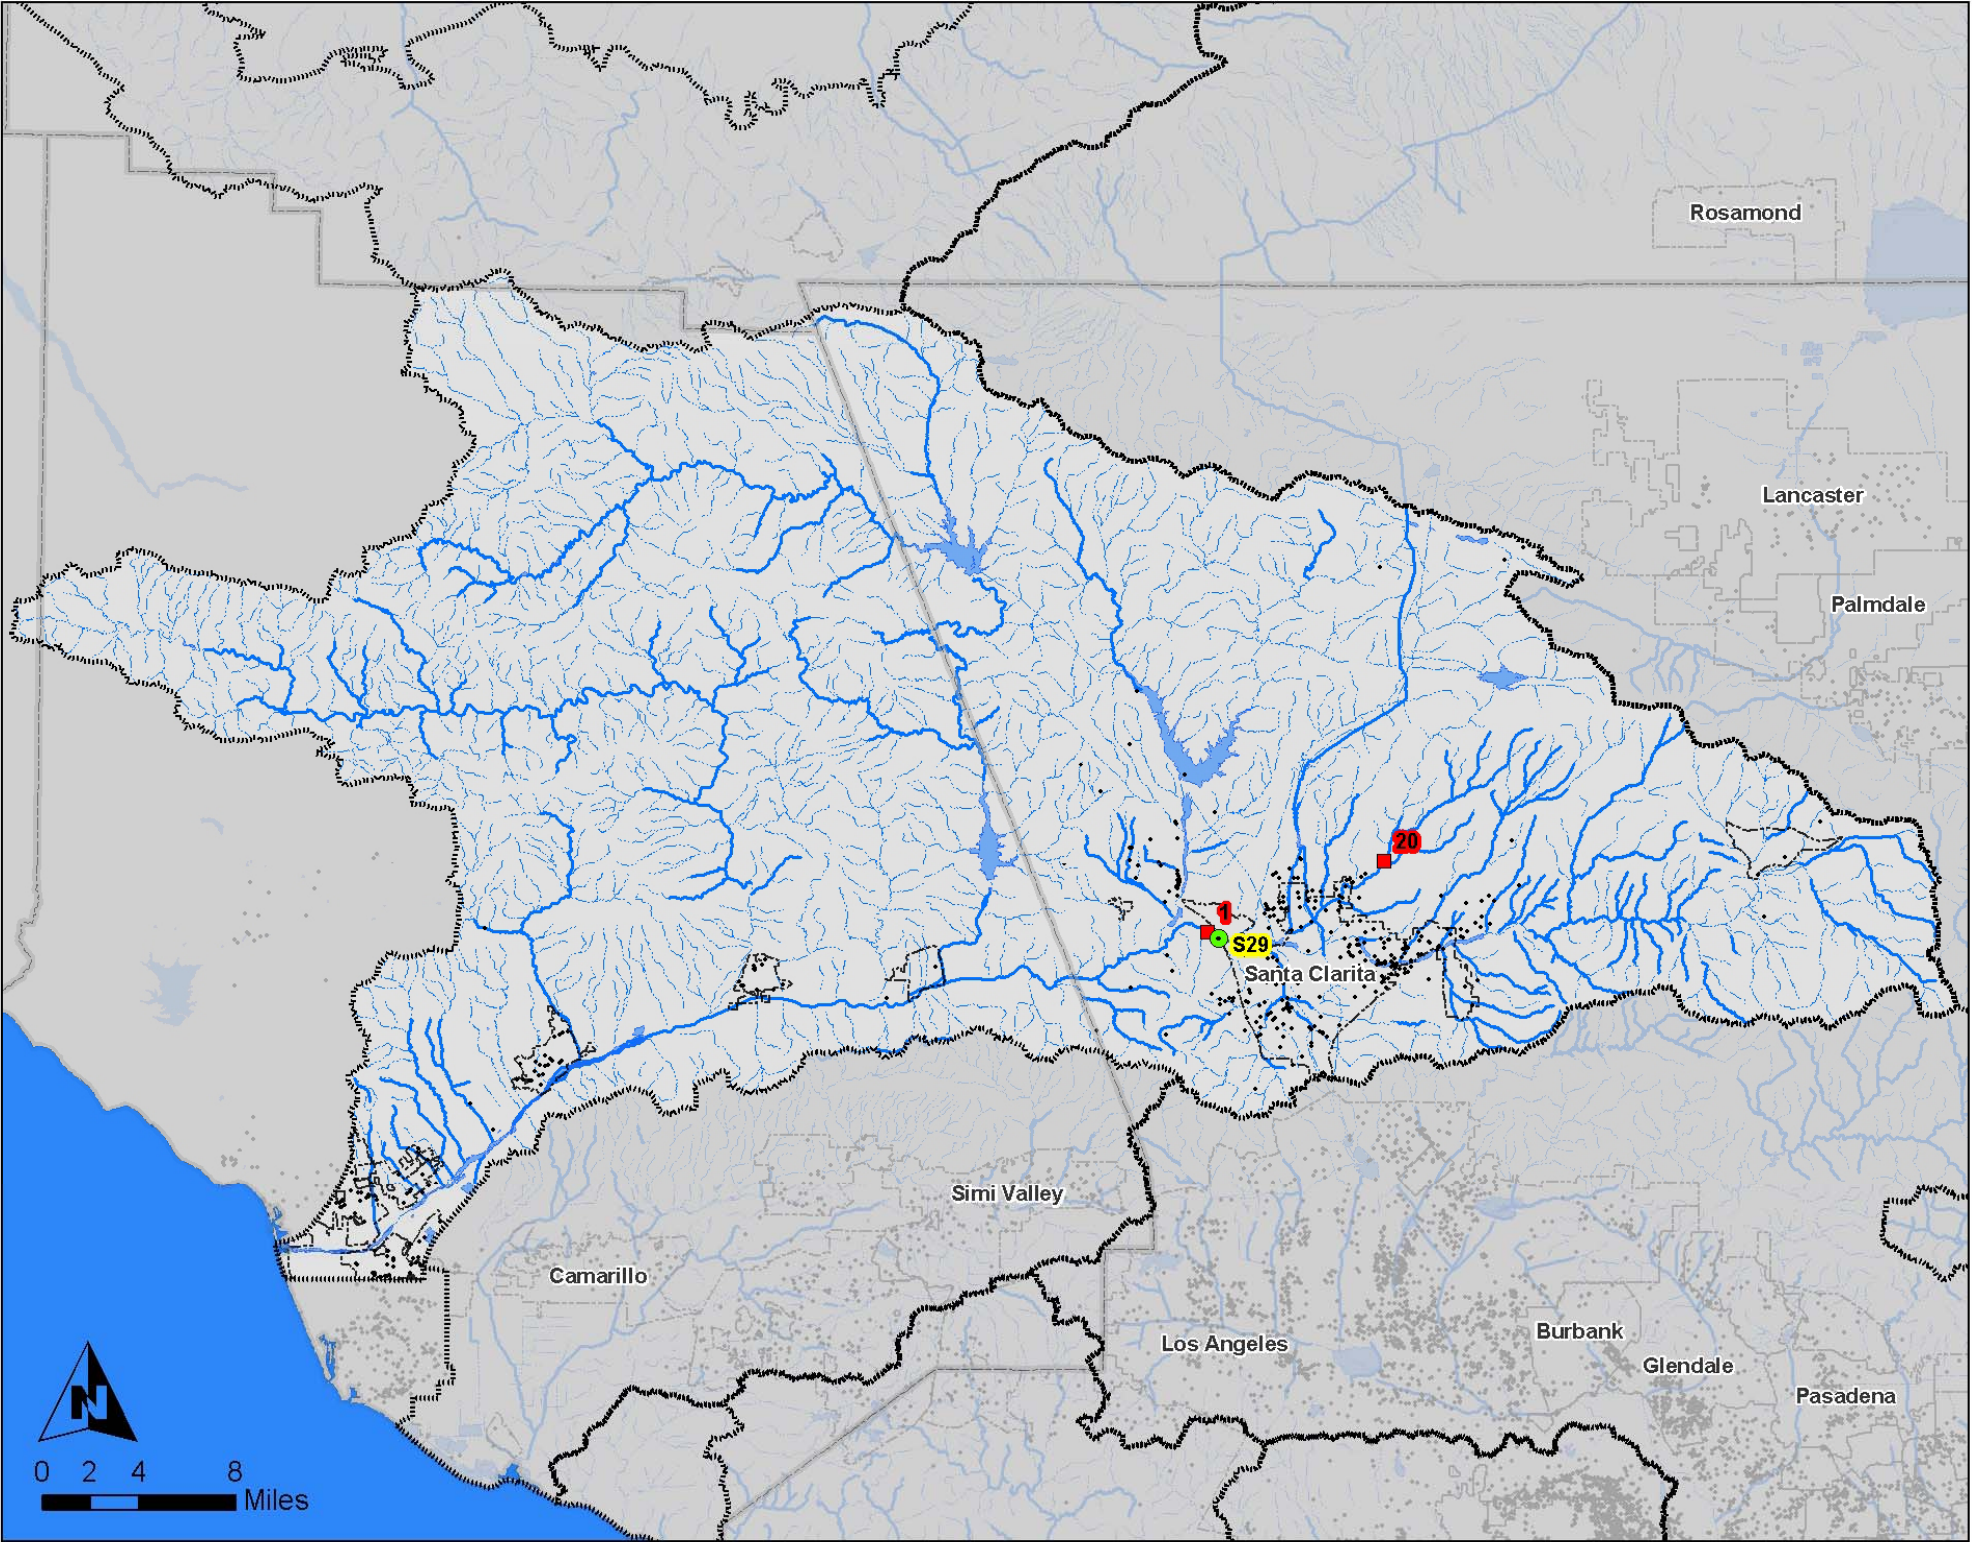 Rosamond
Lancaster
Palmdale
20
1
S29
Santa Clarita
Simi Valley
Camarillo
Los Angeles
Burbank
Glendale
Pasadena
N
0 2 4 8
Miles